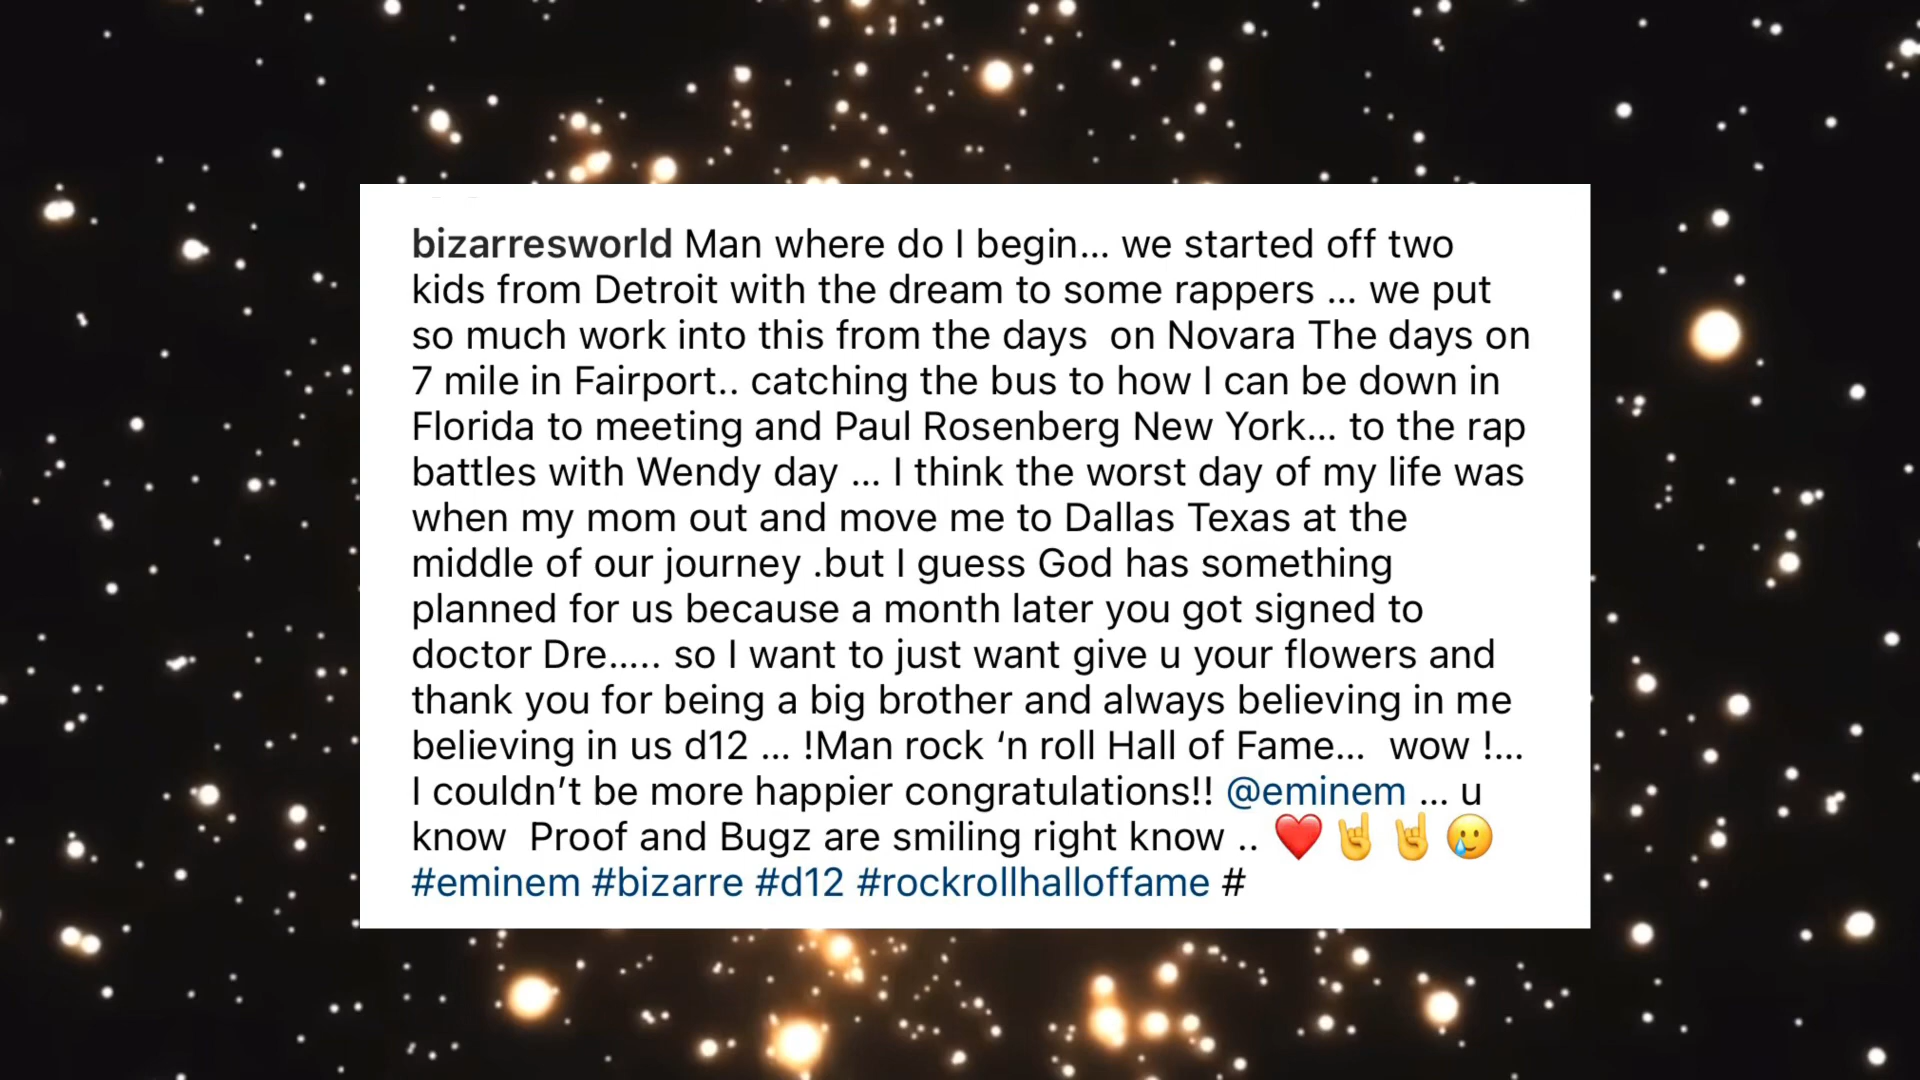 bizarresworld Man where do I begin... we started off two
kids from Detroit with the dream to some rappers ... we put
so much work into this from the days  on Novara The days on
7 mile in Fairport.. catching the bus to how I can be down in
Florida to meeting and Paul Rosenberg New York... to the rap
battles with Wendy day ... I think the worst day of my life was
when my mom out and move me to Dallas Texas at the
middle of our journey .but I guess God has something
planned for us because a month later you got signed to
doctor Dre..... so I want to just want give u your flowers and
thank you for being a big brother and always believing in me
believing in us d12 ... !Man rock ‘n roll Hall of Fame...  wow !...
I couldn’t be more happier congratulations!! @eminem ... u
know  Proof and Bugz are smiling right know .. ❤️🤘🤘🥲
#eminem #bizarre #d12 #rockrollhalloffame #